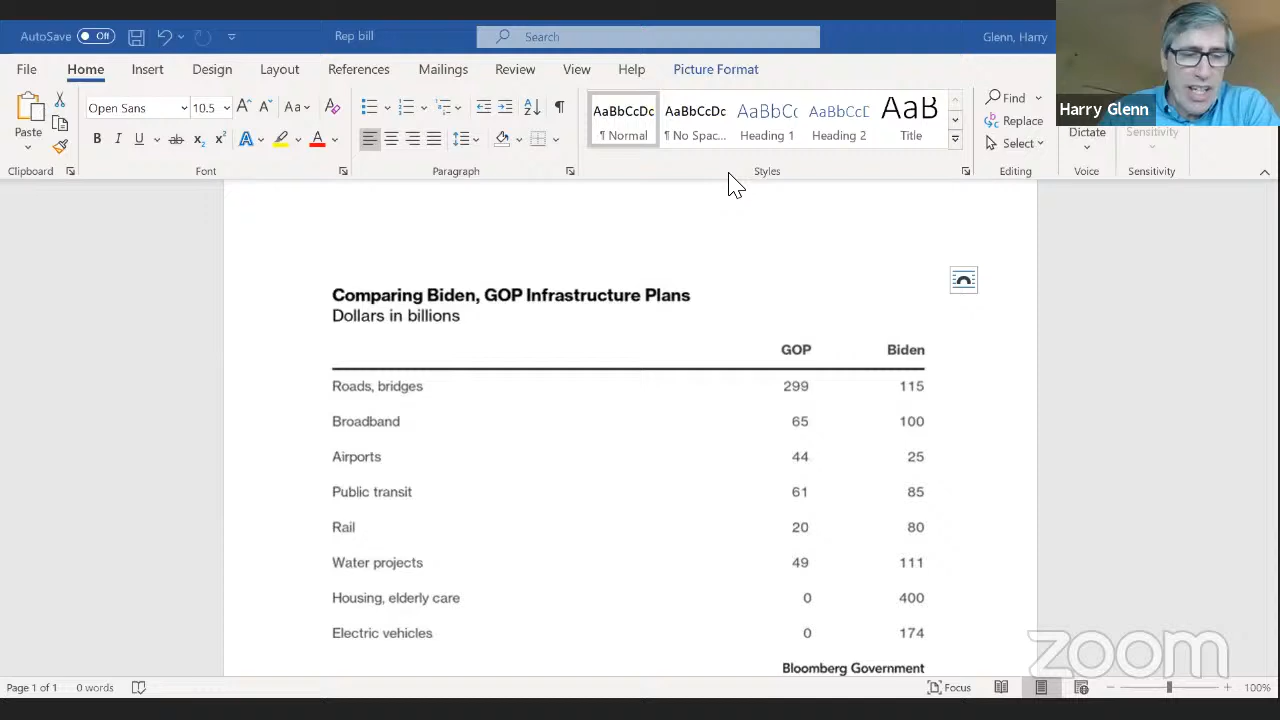 AutoSave Off Rep bill Search Glenn, Harry
File Home Insert Design Layout References Mailings Review View Help Picture Format
Harry Glenn
Paste
Open Sans 10.5 A A Aa A
B I U ab x2 x2 A A
AaBbCcDc AaBbCcDc AaBbCc AaBbCcD AaB
¶ Normal ¶ No Spac... Heading 1 Heading 2 Title
Find
Replace
Select
Dictate Sensitivity
Clipboard Font Paragraph Styles Editing Voice Sensitivity
Comparing Biden, GOP Infrastructure Plans
Dollars in billions
GOP Biden
Roads, bridges 299 115
Broadband 65 100
Airports 44 25
Public transit 61 85
Rail 20 80
Water projects 49 111
Housing, elderly care 0 400
Electric vehicles 0 174
Bloomberg Government
zoom
Page 1 of 1 0 words Focus 100%